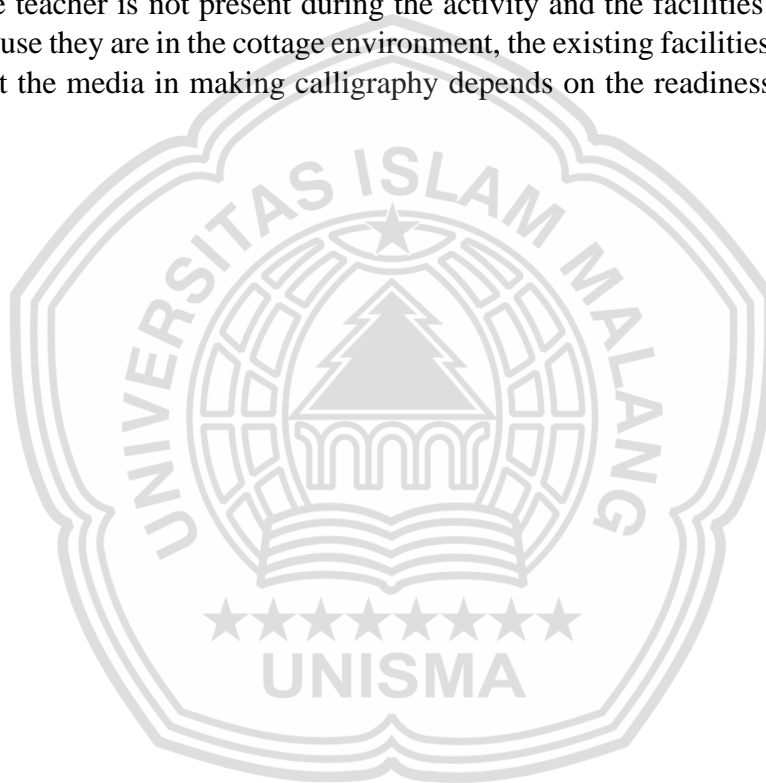 teacher is not present during the activity and the facilities
use they are in the cottage environment, the existing facilities
t the media in making calligraphy depends on the readiness
UNIVERSITAS ISLAM MALANG
UNISMA